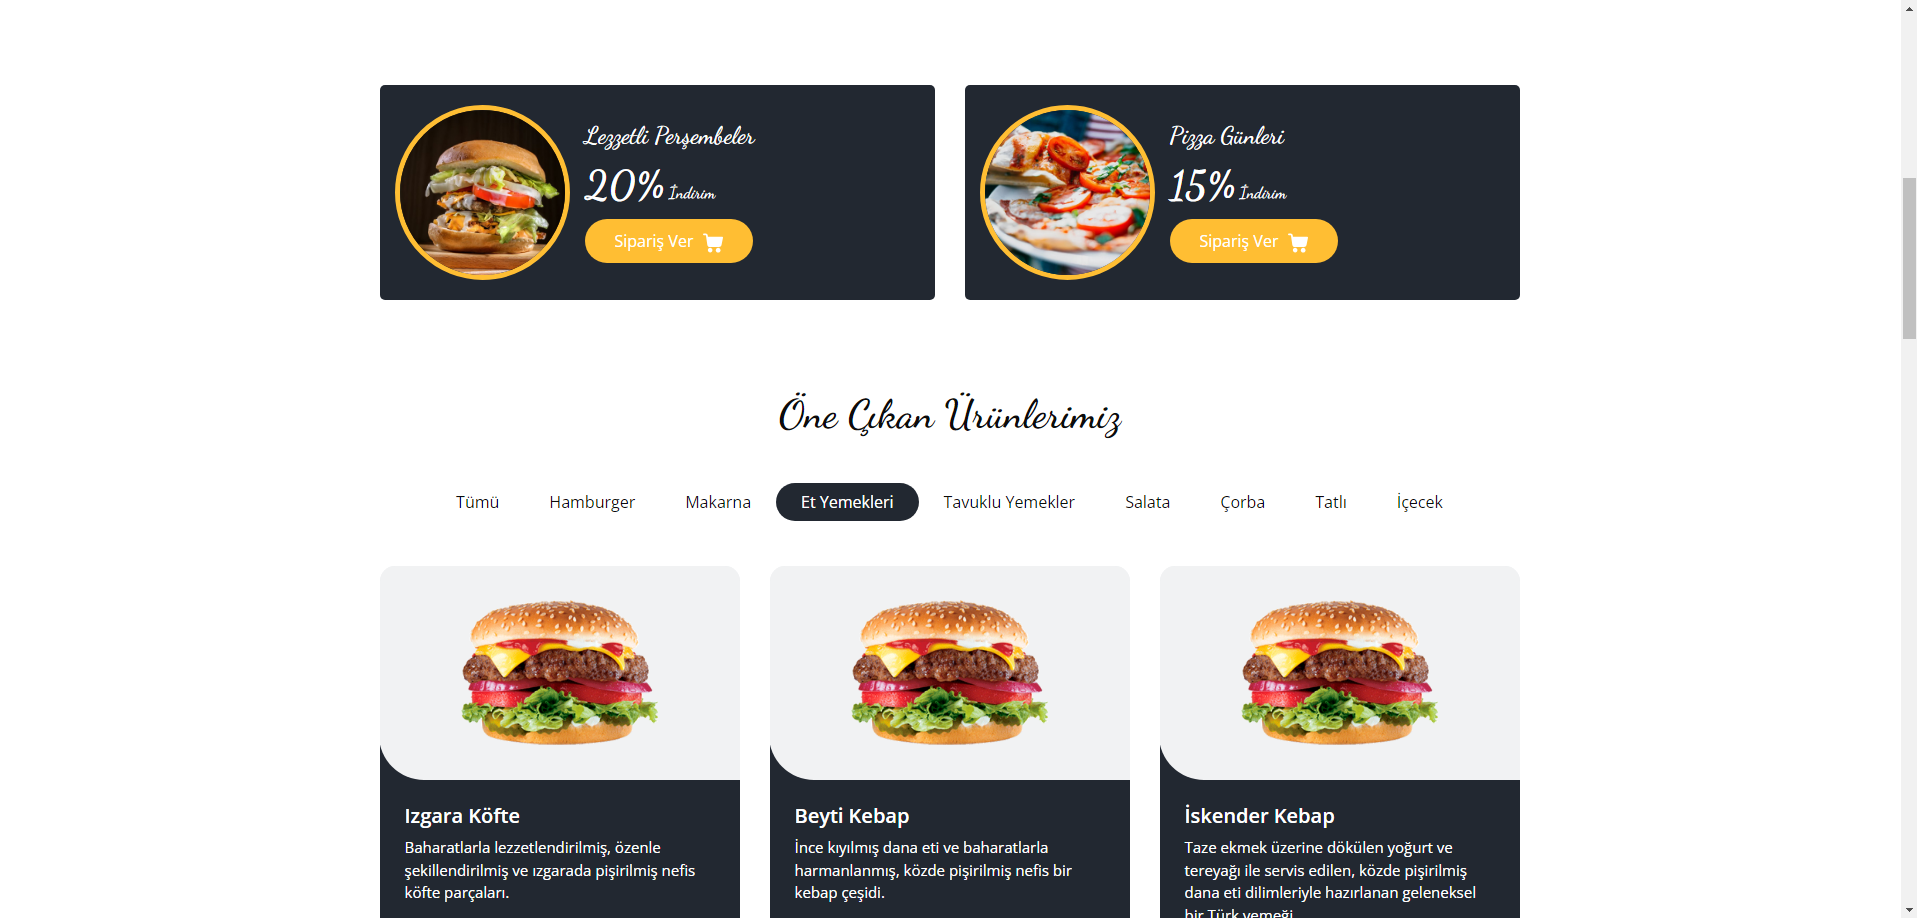 Lezzetli Perşembeler
20% İndirim
Sipariş Ver
Pizza Günleri
15% İndirim
Sipariş Ver
Öne Çıkan Ürünlerimiz
Tümü Hamburger Makarna Et Yemekleri Tavuklu Yemekler Salata Çorba Tatlı İçecek
Izgara Köfte
Baharatlarla lezzetlendirilmiş, özenle
şekillendirilmiş ve ızgarada pişirilmiş nefis
köfte parçaları.
Beyti Kebap
İnce kıyılmış dana eti ve baharatlarla
harmanlanmış, közde pişirilmiş nefis bir
kebap çeşidi.
İskender Kebap
Taze ekmek üzerine dökülen yoğurt ve
tereyağı ile servis edilen, közde pişirilmiş
dana eti dilimleriyle hazırlanan geleneksel
bir Türk yemeği.